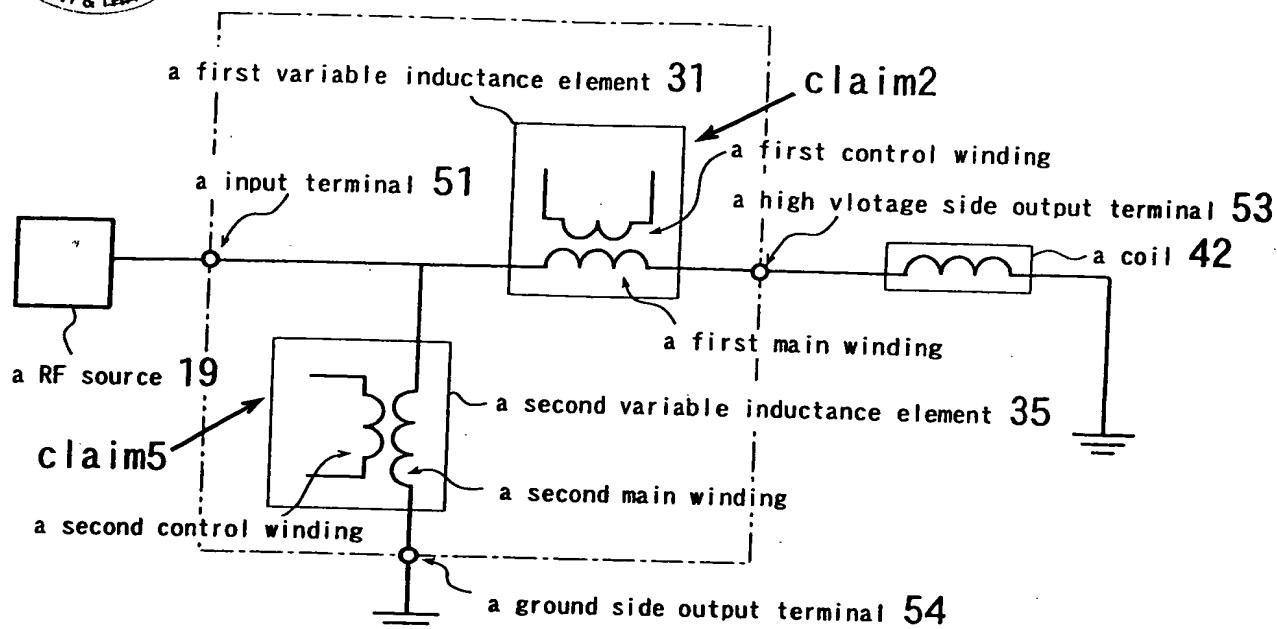 a first variable inductance element 31
claim2
a first control winding
a input terminal 51
a high vlotage side output terminal 53
a coil 42
a first main winding
a RF source 19
a second variable inductance element 35
claim5
a second main winding
a second control winding
a ground side output terminal 54